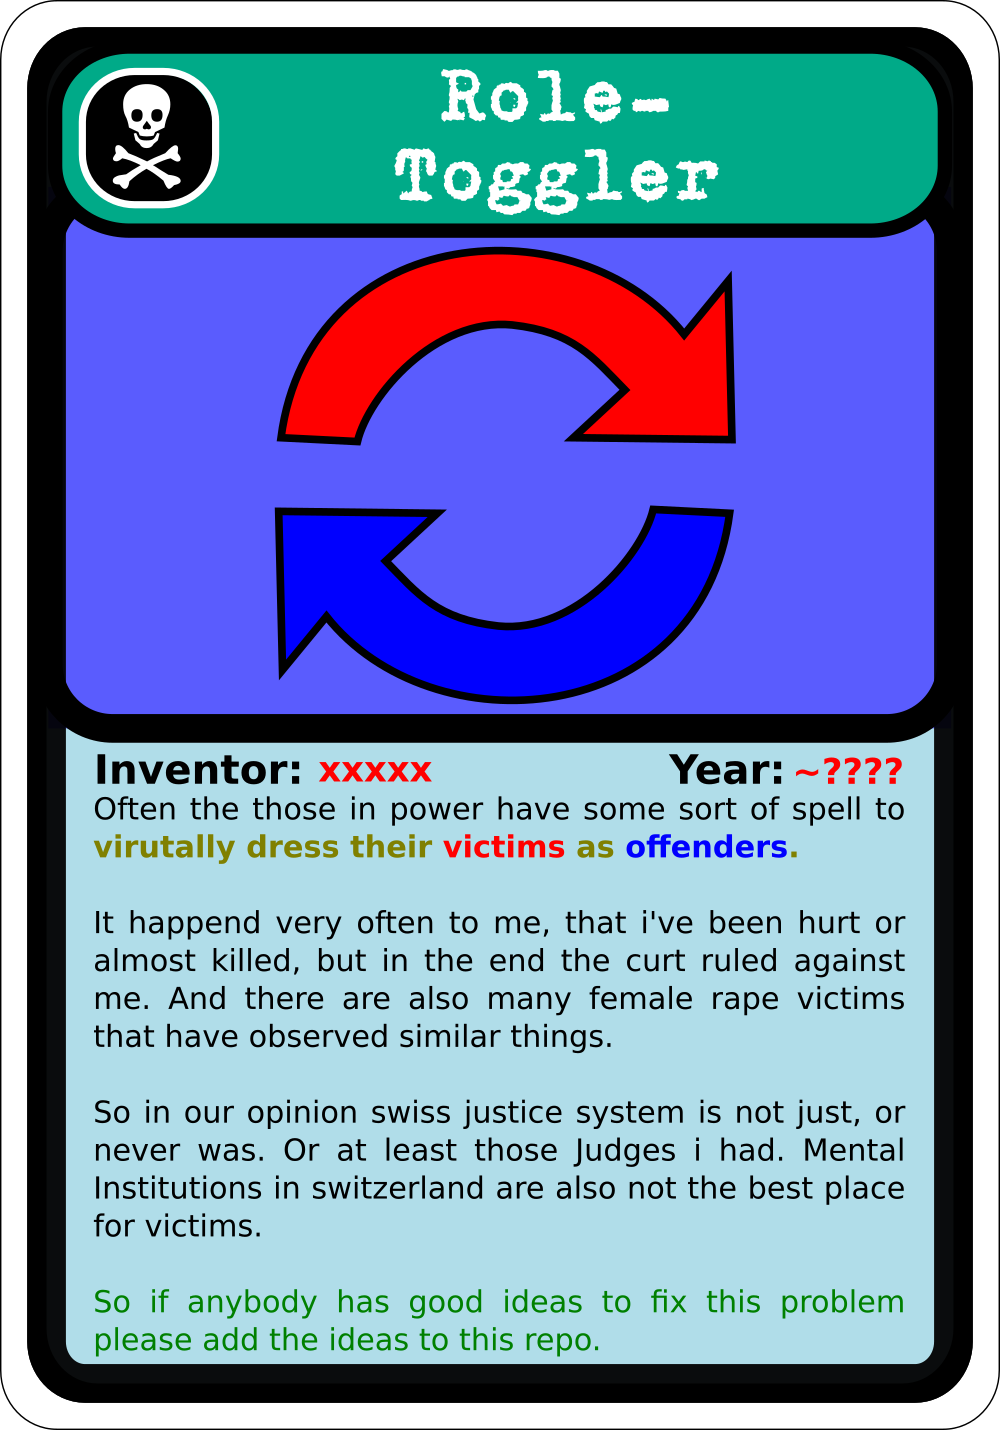 Role-
Toggler
Inventor: xxxxx Year: ~????
Often the those in power have some sort of spell to
virutally dress their victims as offenders.
It happend very often to me, that i've been hurt or
almost killed, but in the end the curt ruled against
me. And there are also many female rape victims
that have observed similar things.
So in our opinion swiss justice system is not just, or
never was. Or at least those Judges i had. Mental
Institutions in switzerland are also not the best place
for victims.
So if anybody has good ideas to fix this problem
please add the ideas to this repo.